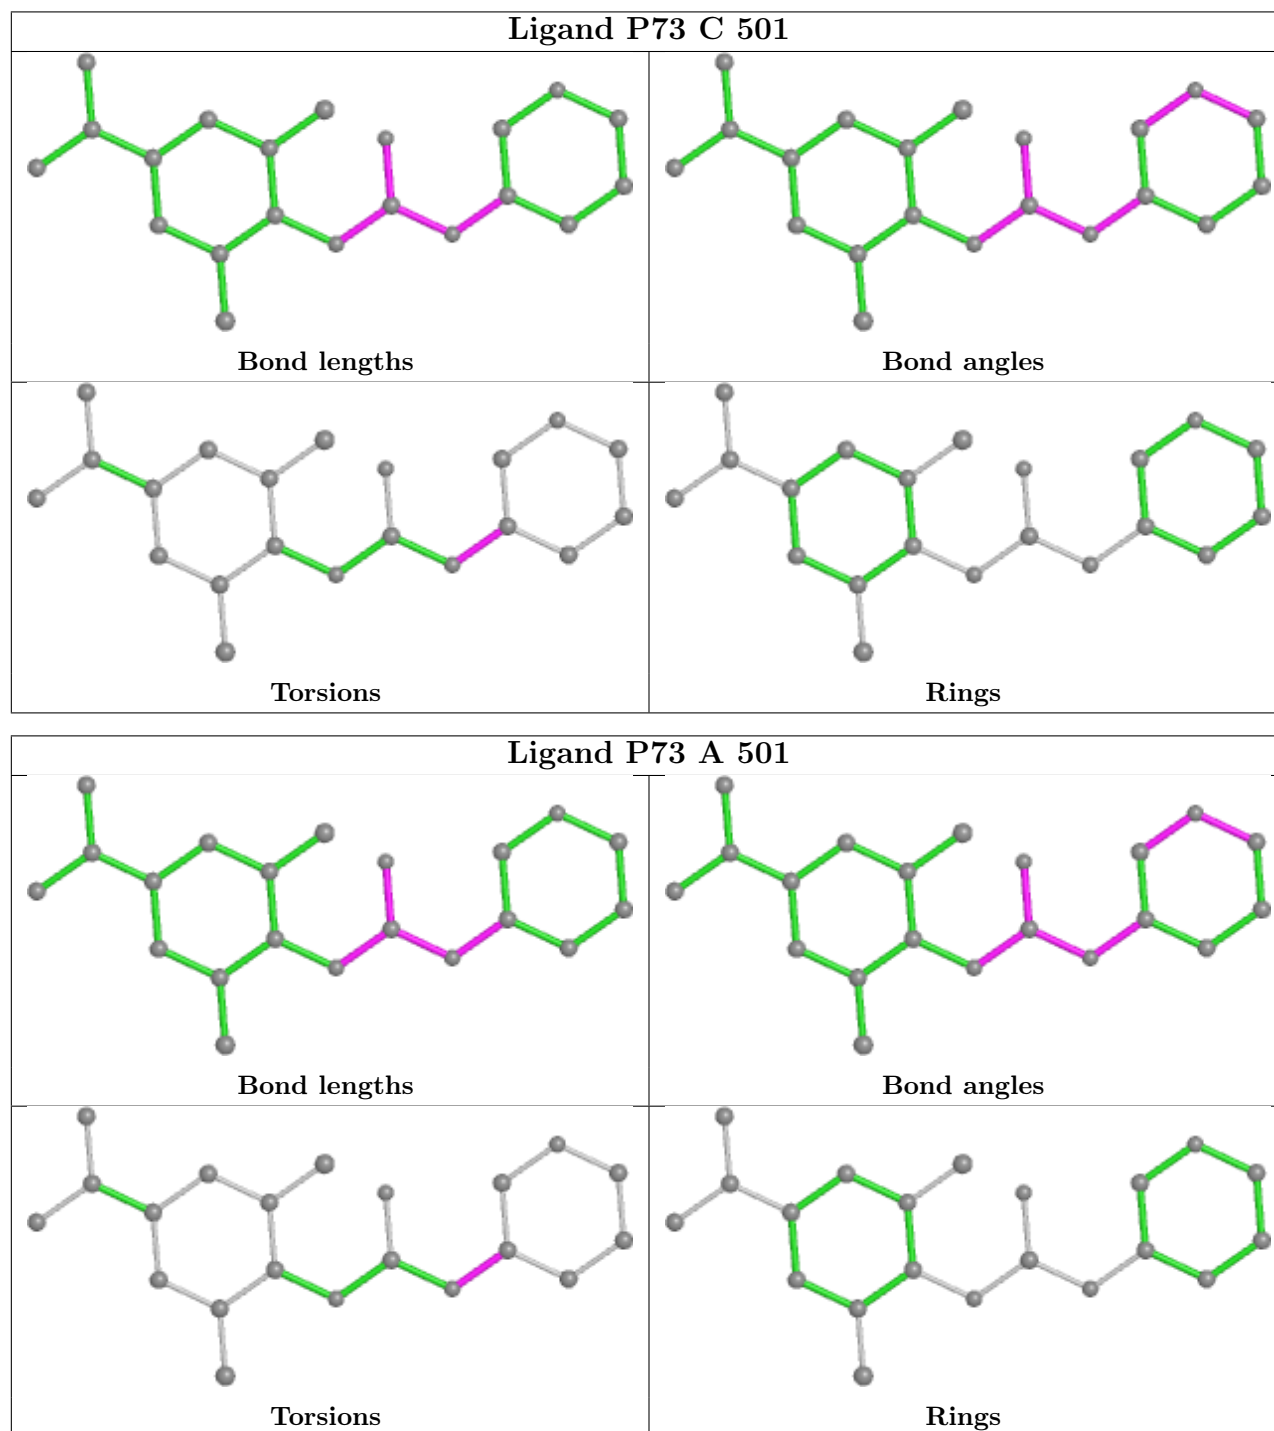 Ligand P73 C 501
Bond lengths
Bond angles
Torsions
Rings
Ligand P73 A 501
Bond lengths
Bond angles
Torsions
Rings